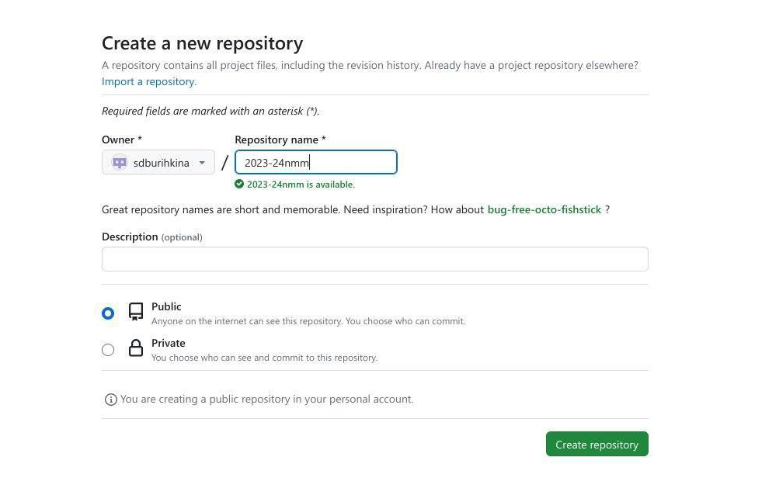 Create a new repository
A repository contains all project files, including the revision history. Already have a project repository elsewhere?
Import a repository.
Required fields are marked with an asterisk (*).
Owner * Repository name *
sdburihkina / 2023-24nmm
2023-24nmm is available.
Great repository names are short and memorable. Need inspiration? How about bug-free-octo-fishstick ?
Description (optional)
Public
Anyone on the internet can see this repository. You choose who can commit.
Private
You choose who can see and commit to this repository.
You are creating a public repository in your personal account.
Create repository